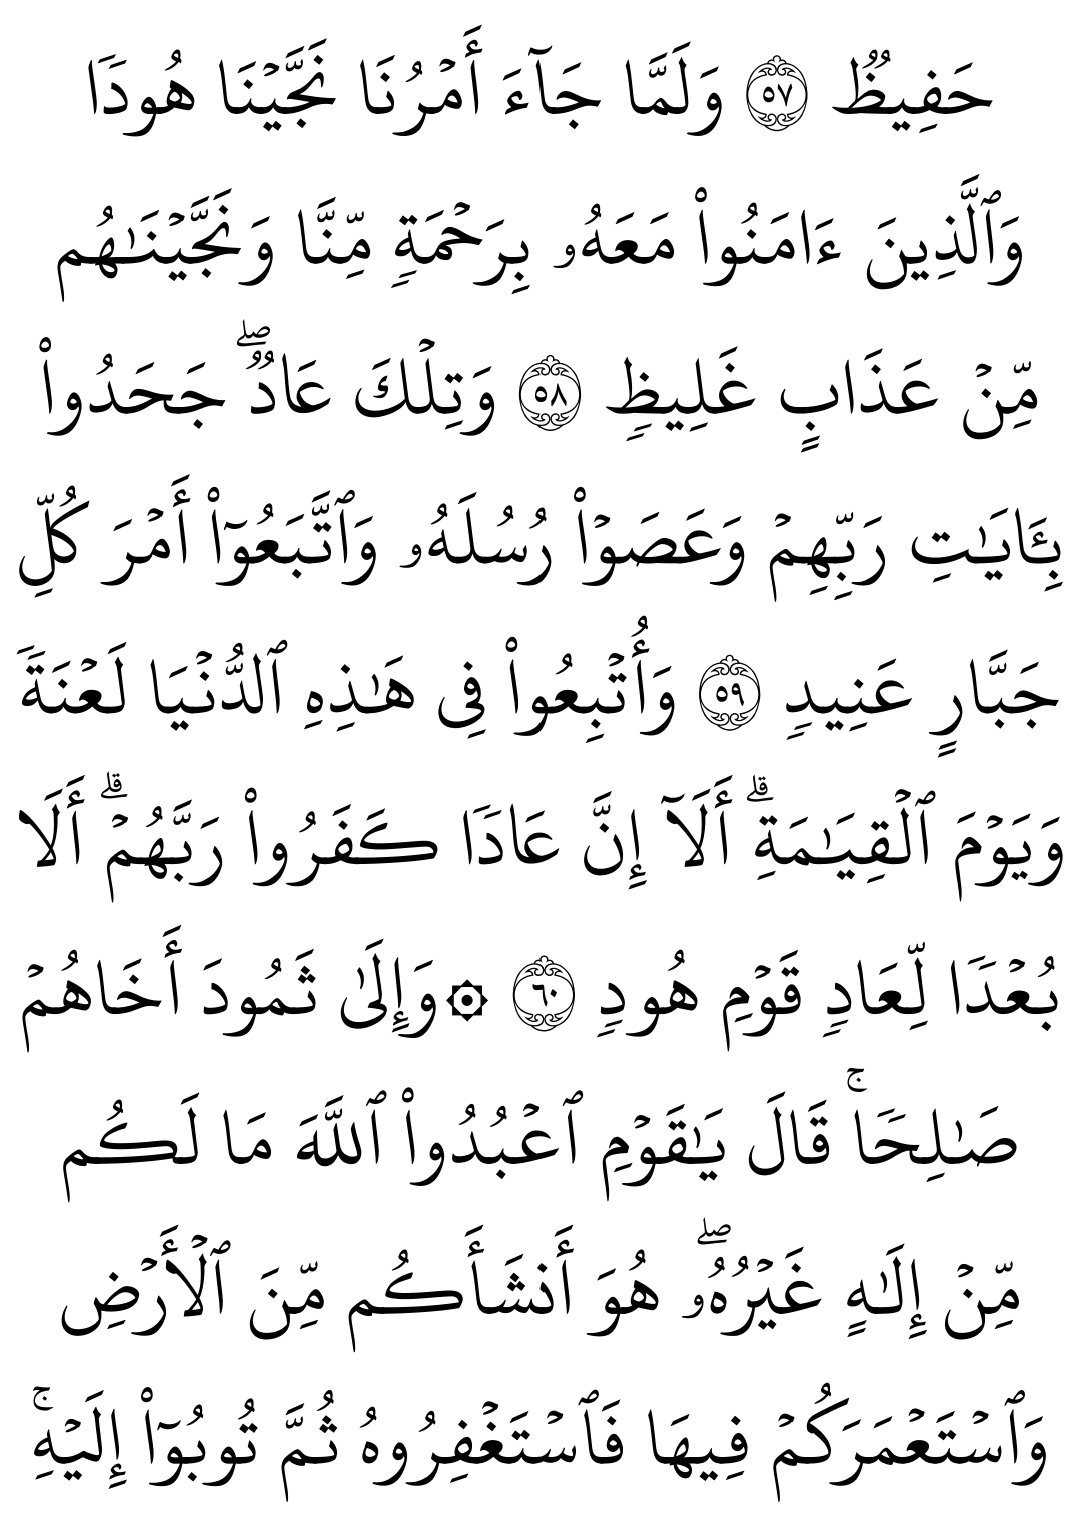 حَفِيظٌ ٥٧ وَلَمَّا جَآءَ أَمۡرُنَا نَجَّيۡنَا هُودٗا
وَٱلَّذِينَ ءَامَنُواْ مَعَهُۥ بِرَحۡمَةٖ مِّنَّا وَنَجَّيۡنَٰهُم
مِّنۡ عَذَابٍ غَلِيظٖ ٥٨ وَتِلۡكَ عَادٞۖ جَحَدُواْ
بِـَٔايَٰتِ رَبِّهِمۡ وَعَصَوۡاْ رُسُلَهُۥ وَٱتَّبَعُوٓاْ أَمۡرَ كُلِّ
جَبَّارٍ عَنِيدٖ ٥٩ وَأُتۡبِعُواْ فِي هَٰذِهِ ٱلدُّنۡيَا لَعۡنَةٗ
وَيَوۡمَ ٱلۡقِيَٰمَةِۗ أَلَآ إِنَّ عَادٗا كَفَرُواْ رَبَّهُمۡۗ أَلَا
بُعۡدٗا لِّعَادٖ قَوۡمِ هُودٖ ٦٠ ۞وَإِلَىٰ ثَمُودَ أَخَاهُمۡ
صَٰلِحٗاۚ قَالَ يَٰقَوۡمِ ٱعۡبُدُواْ ٱللَّهَ مَا لَكُم
مِّنۡ إِلَٰهٍ غَيۡرُهُۥۖ هُوَ أَنشَأَكُم مِّنَ ٱلۡأَرۡضِ
وَٱسۡتَعۡمَرَكُمۡ فِيهَا فَٱسۡتَغۡفِرُوهُ ثُمَّ تُوبُوٓاْ إِلَيۡهِۚ